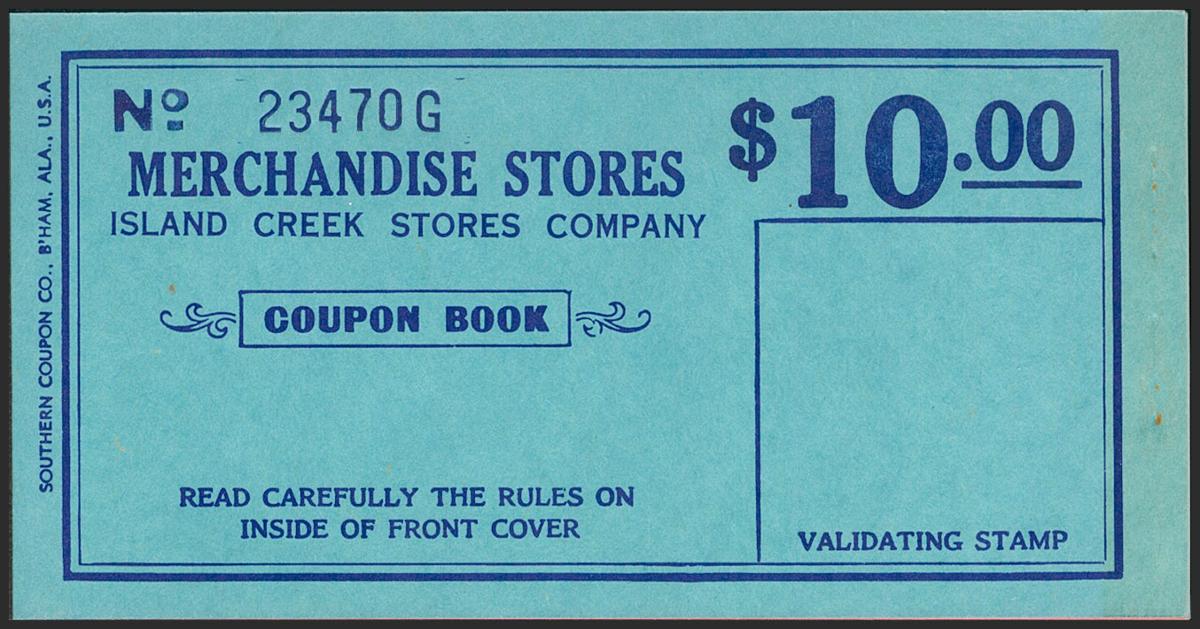 Nº 23470G
$10.00
MERCHANDISE STORES
ISLAND CREEK STORES COMPANY
COUPON BOOK
READ CAREFULLY THE RULES ON
INSIDE OF FRONT COVER
VALIDATING STAMP
SOUTHERN COUPON CO., B'HAM, ALA., U.S.A.